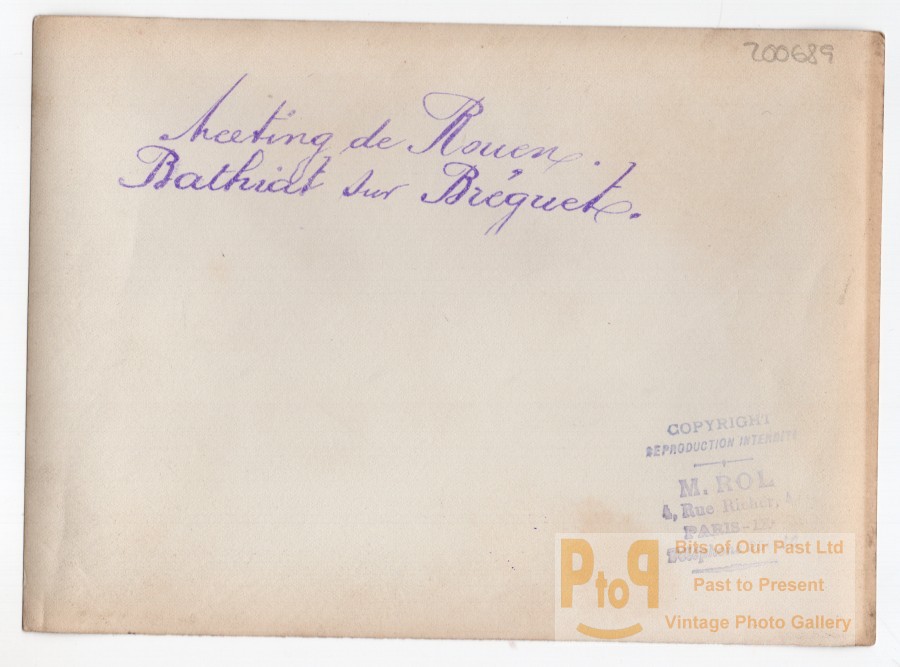 200689
Meeting de Rouen.
Bathiat sur Bréguet.
COPYRIGHT
REPRODUCTION INTERDITE
M. ROL
4, Rue Richer,
PARIS-IXe
PtoP
Bits of Our Past Ltd
Past to Present
Vintage Photo Gallery